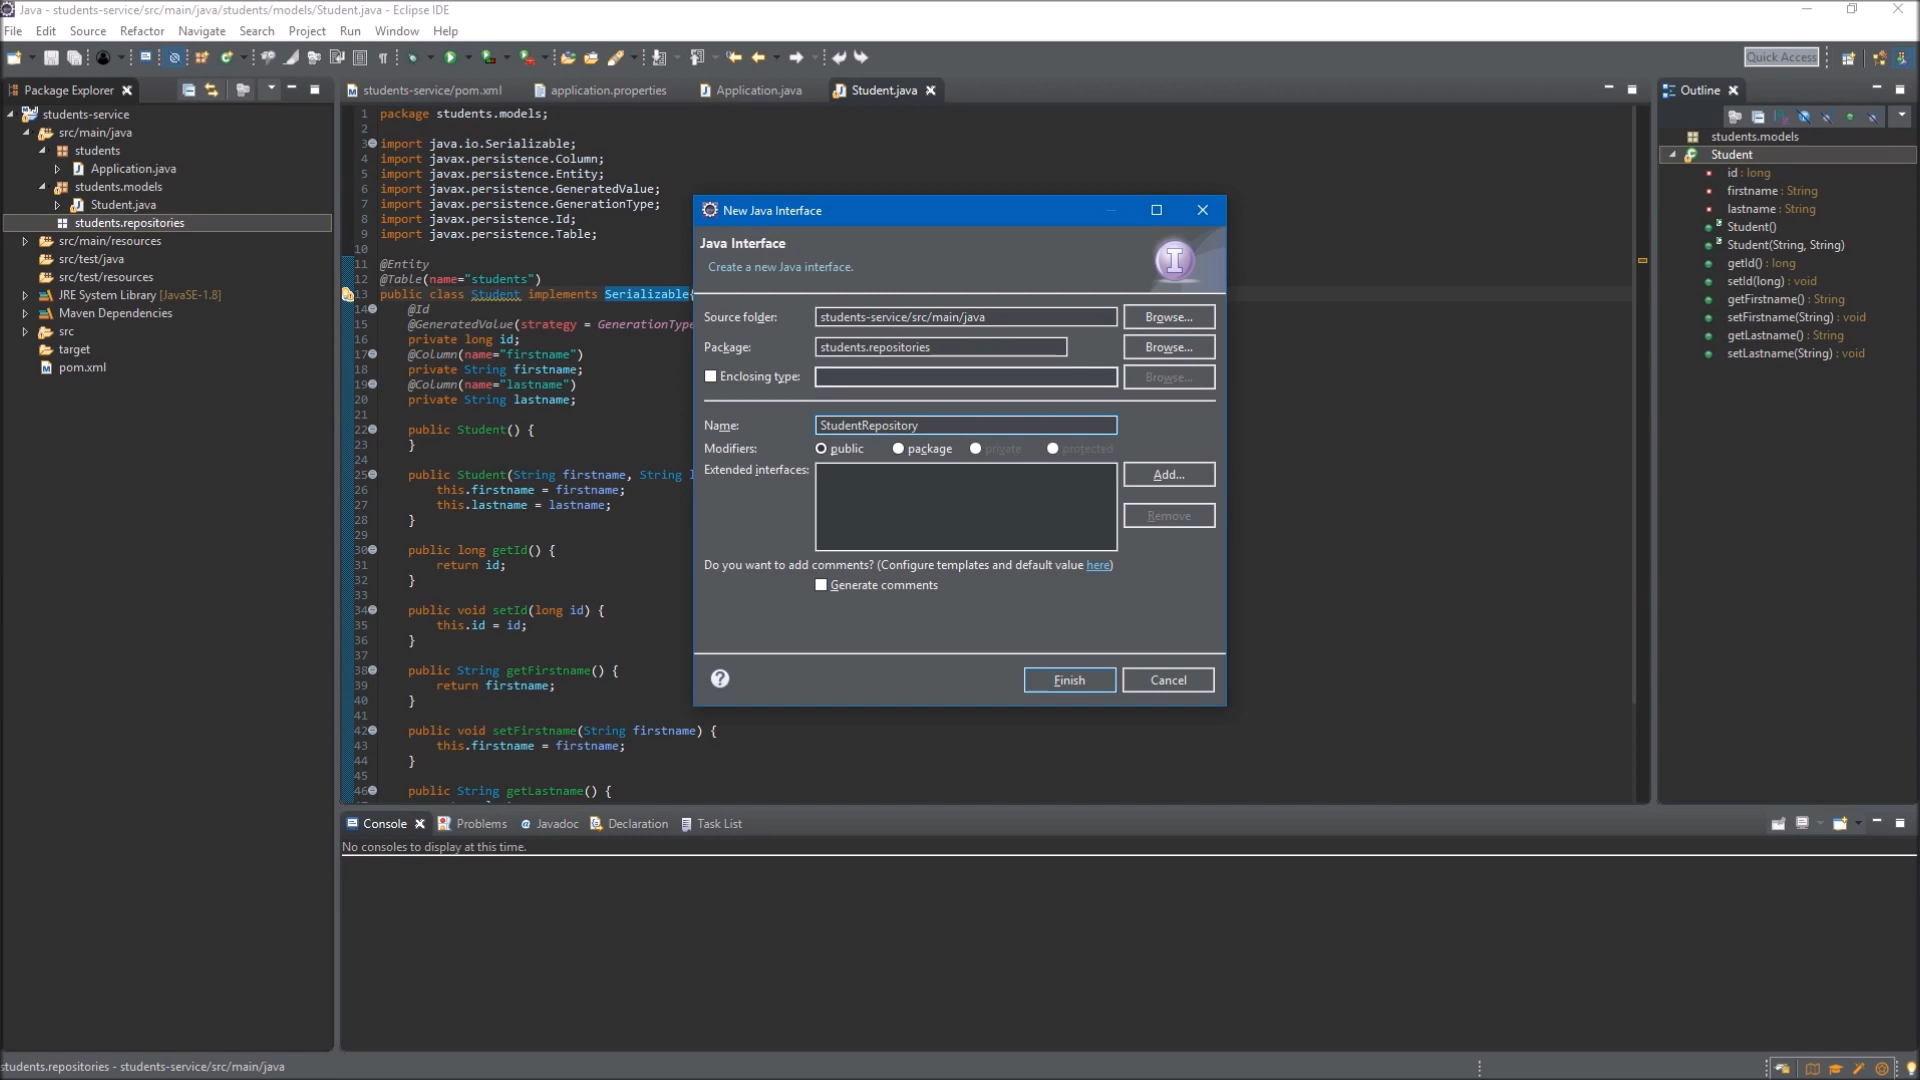 Java - students-service/src/main/java/students/models/Student.java - Eclipse IDE
File Edit Source Refactor Navigate Search Project Run Window Help
Quick Access
Package Explorer
students-service
src/main/java
students
Application.java
students.models
Student.java
students.repositories
src/main/resources
src/test/java
src/test/resources
JRE System Library [JavaSE-1.8]
Maven Dependencies
src
target
pom.xml
students-service/pom.xml application.properties Application.java Student.java
1 package students.models;
2
3 import java.io.Serializable;
4 import javax.persistence.Column;
5 import javax.persistence.Entity;
6 import javax.persistence.GeneratedValue;
7 import javax.persistence.GenerationType;
8 import javax.persistence.Id;
9 import javax.persistence.Table;
10
11 @Entity
12 @Table(name="students")
13 public class Student implements Serializable{
14 @Id
15 @GeneratedValue(strategy = GenerationType
16 private long id;
17 @Column(name="firstname")
18 private String firstname;
19 @Column(name="lastname")
20 private String lastname;
21
22 public Student() {
23 }
24
25 public Student(String firstname, String l
26 this.firstname = firstname;
27 this.lastname = lastname;
28 }
29
30 public long getId() {
31 return id;
32 }
33
34 public void setId(long id) {
35 this.id = id;
36 }
37
38 public String getFirstname() {
39 return firstname;
40 }
41
42 public void setFirstname(String firstname) {
43 this.firstname = firstname;
44 }
45
46 public String getLastname() {
New Java Interface
Java Interface
Create a new Java interface.
Source folder: students-service/src/main/java Browse...
Package: students.repositories Browse...
Enclosing type: Browse...
Name: StudentRepository
Modifiers: public package private protected
Extended interfaces: Add...
Remove
Do you want to add comments? (Configure templates and default value here)
Generate comments
Finish Cancel
Outline
students.models
Student
id : long
firstname : String
lastname : String
Student()
Student(String, String)
getId() : long
setId(long) : void
getFirstname() : String
setFirstname(String) : void
getLastname() : String
setLastname(String) : void
Console Problems Javadoc Declaration Task List
No consoles to display at this time.
students.repositories - students-service/src/main/java